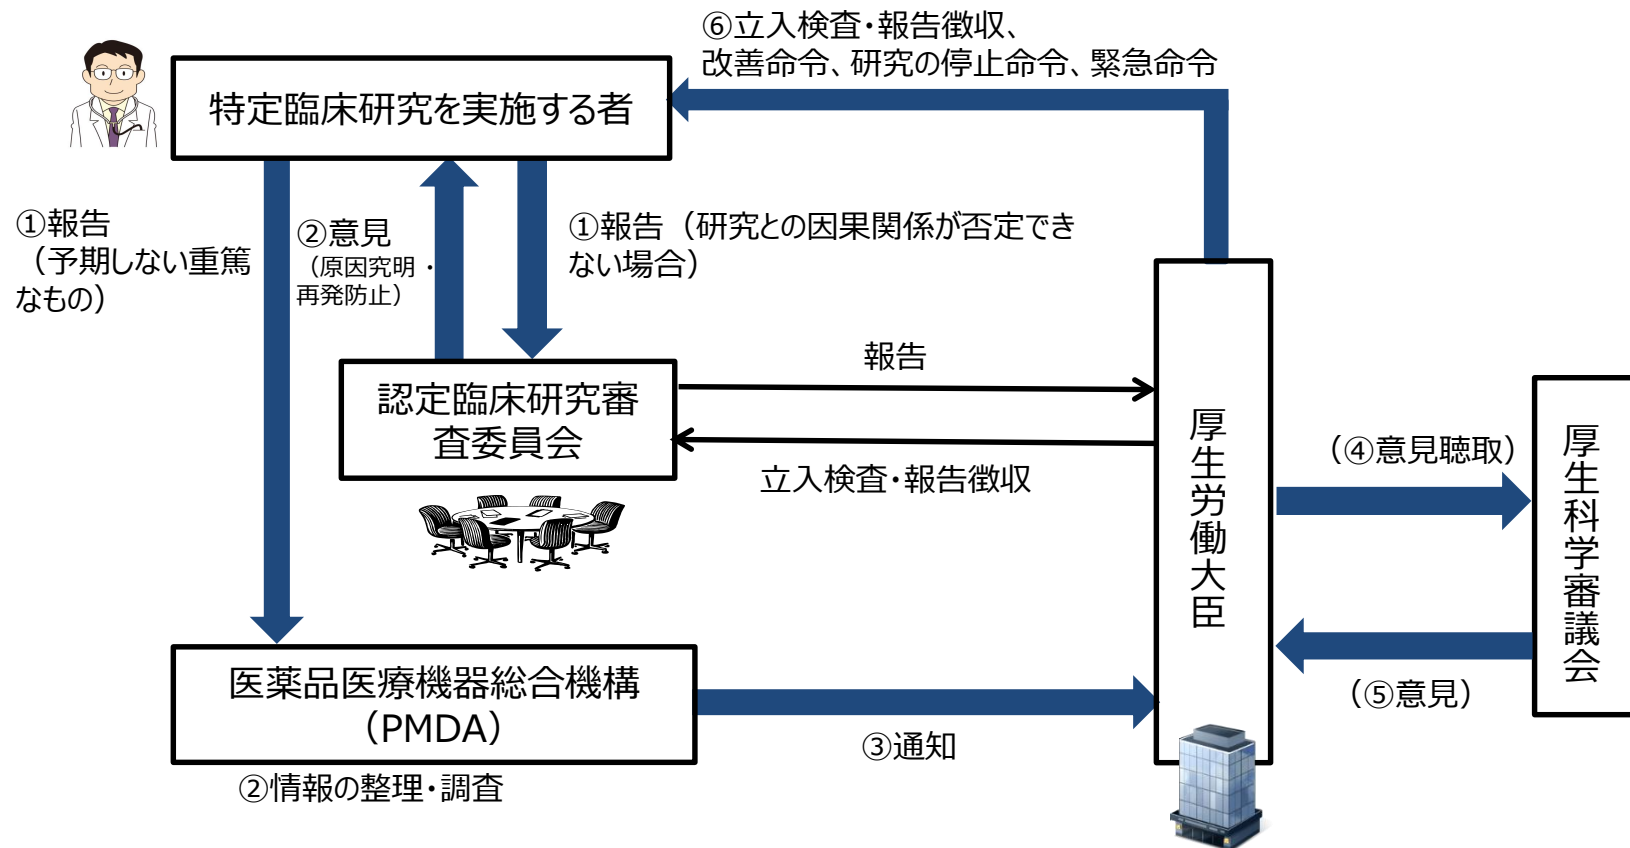 ⑥立入検査・報告徴収、
改善命令、研究の停止命令、緊急命令
特定臨床研究を実施する者
①報告
（予期しない重篤
なもの）
②意見
（原因究明・
再発防止）
①報告（研究との因果関係が否定でき
ない場合）
報告
認定臨床研究審
査委員会
立入検査・報告徴収
厚生労働大臣
（④意見聴取）
厚生科学審議会
（⑤意見）
医薬品医療機器総合機構
（PMDA）
③通知
②情報の整理・調査